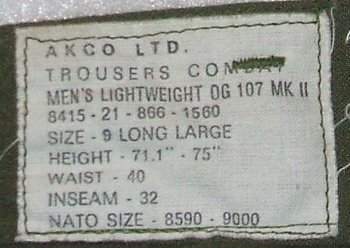 AKCO LTD.
TROUSERS COMBAT
MEN'S LIGHTWEIGHT OG 107 MK II
8415 - 21 - 866 - 1560
SIZE - 9 LONG LARGE
HEIGHT - 71.1" - 75"
WAIST - 40
INSEAM - 32
NATO SIZE - 8590 - 9000